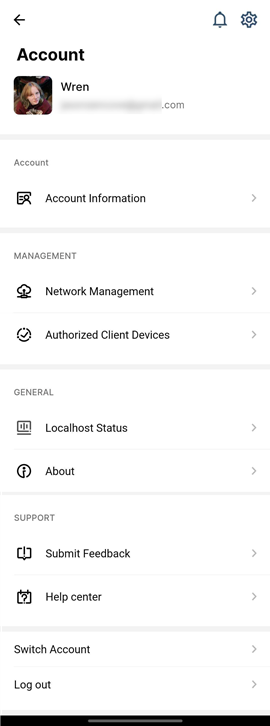 Account
Wren
.com
Account
Account Information
MANAGEMENT
Network Management
Authorized Client Devices
GENERAL
Localhost Status
About
SUPPORT
Submit Feedback
Help center
Switch Account
Log out